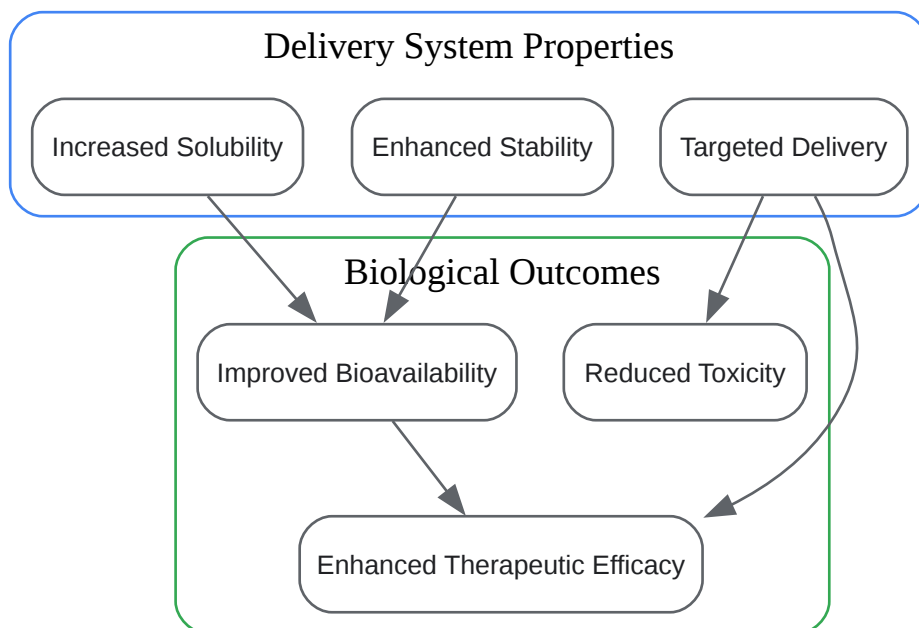 Delivery System Properties
Increased Solubility
Enhanced Stability
Targeted Delivery
Biological Outcomes
Improved Bioavailability
Reduced Toxicity
Enhanced Therapeutic Efficacy